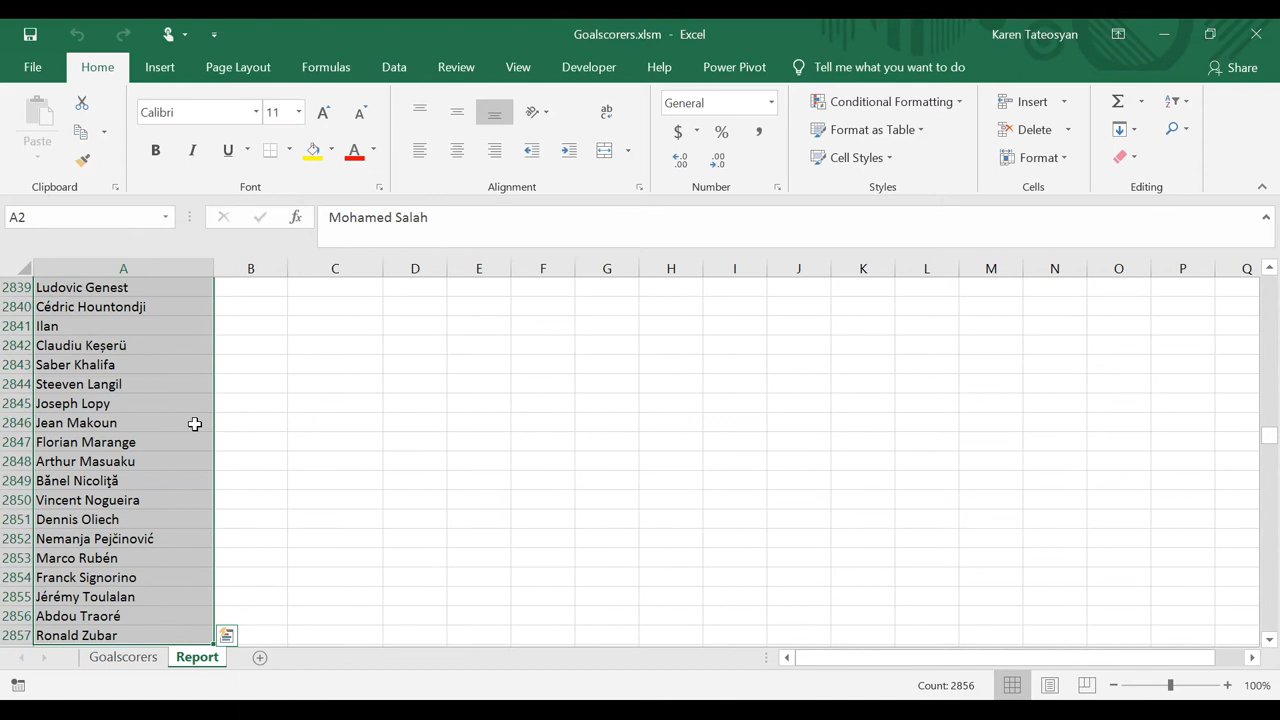 Goalscorers.xlsm - Excel
Karen Tateosyan
File Home Insert Page Layout Formulas Data Review View Developer Help Power Pivot Tell me what you want to do Share
Paste
Clipboard
Calibri 11
B I U A
Font
ab
c
Alignment
General
$ % ,
Number
Conditional Formatting
Format as Table
Cell Styles
Styles
Insert
Delete
Format
Cells
Editing
A2 fx Mohamed Salah
A B C D E F G H I J K L M N O P Q
2839 Ludovic Genest
2840 Cédric Hountondji
2841 Ilan
2842 Claudiu Keșerü
2843 Saber Khalifa
2844 Steeven Langil
2845 Joseph Lopy
2846 Jean Makoun
2847 Florian Marange
2848 Arthur Masuaku
2849 Bănel Nicoliță
2850 Vincent Nogueira
2851 Dennis Oliech
2852 Nemanja Pejčinović
2853 Marco Rubén
2854 Franck Signorino
2855 Jérémy Toulalan
2856 Abdou Traoré
2857 Ronald Zubar
Goalscorers Report
Count: 2856 100%